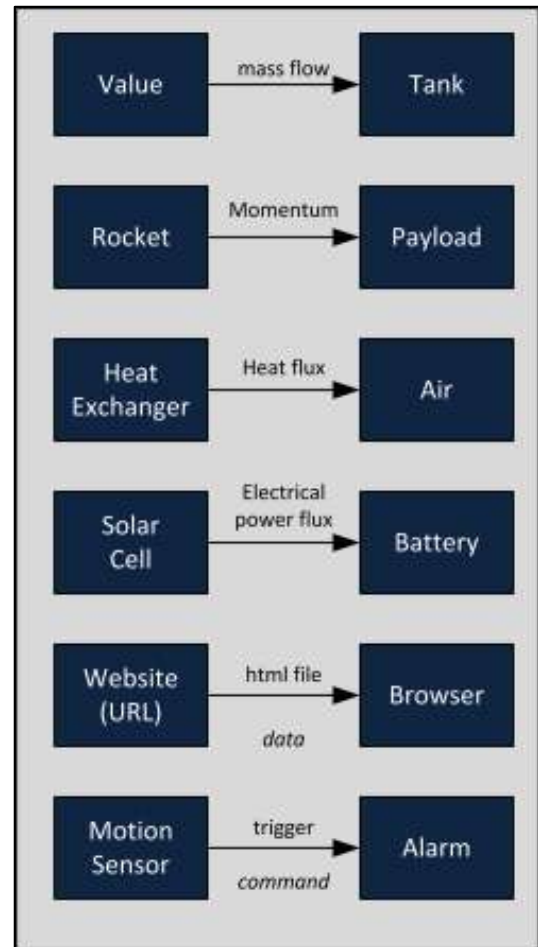 Value
mass flow
Tank
Rocket
Momentum
Payload
Heat
Exchanger
Heat flux
Air
Solar
Cell
Electrical
power flux
Battery
Website
(URL)
html file
data
Browser
Motion
Sensor
trigger
command
Alarm